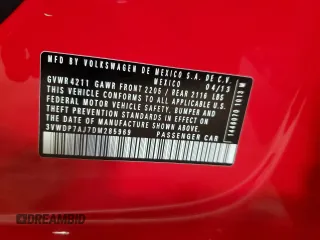 MFD BY VOLKSWAGEN DE MEXICO S.A. DE C.V.
MEXICO 04/13
GVWR 4211 GAWR FRONT 2205 / REAR 2116 LBS
THIS VEHICLE CONFORMS TO ALL APPLICABLE U.S.
FEDERAL MOTOR VEHICLE SAFETY, BUMPER, AND
THEFT PREVENTION STANDARDS IN EFFECT ON
THE DATE OF MANUFACTURE SHOWN ABOVE.
3VWDP7AJ7DM285969 PASSENGER CAR
DREAMBID